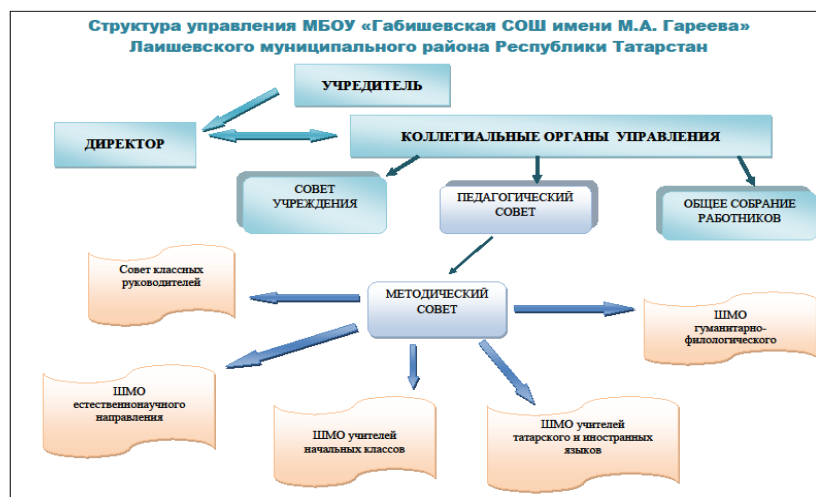 Структура управления МБОУ «Габишевская СОШ имени М.А. Гареева»
Лаишевского муниципального района Республики Татарстан
УЧРЕДИТЕЛЬ
ДИРЕКТОР
КОЛЛЕГИАЛЬНЫЕ ОРГАНЫ УПРАВЛЕНИЯ
СОВЕТ
УЧРЕЖДЕНИЯ
ПЕДАГОГИЧЕСКИЙ
СОВЕТ
ОБЩЕЕ СОБРАНИЕ
РАБОТНИКОВ
Совет классных
руководителей
МЕТОДИЧЕСКИЙ
СОВЕТ
ШМО
гуманитарно-
филологического
ШМО
естественнонаучного
направления
ШМО учителей
начальных классов
ШМО учителей
татарского и иностранных
языков